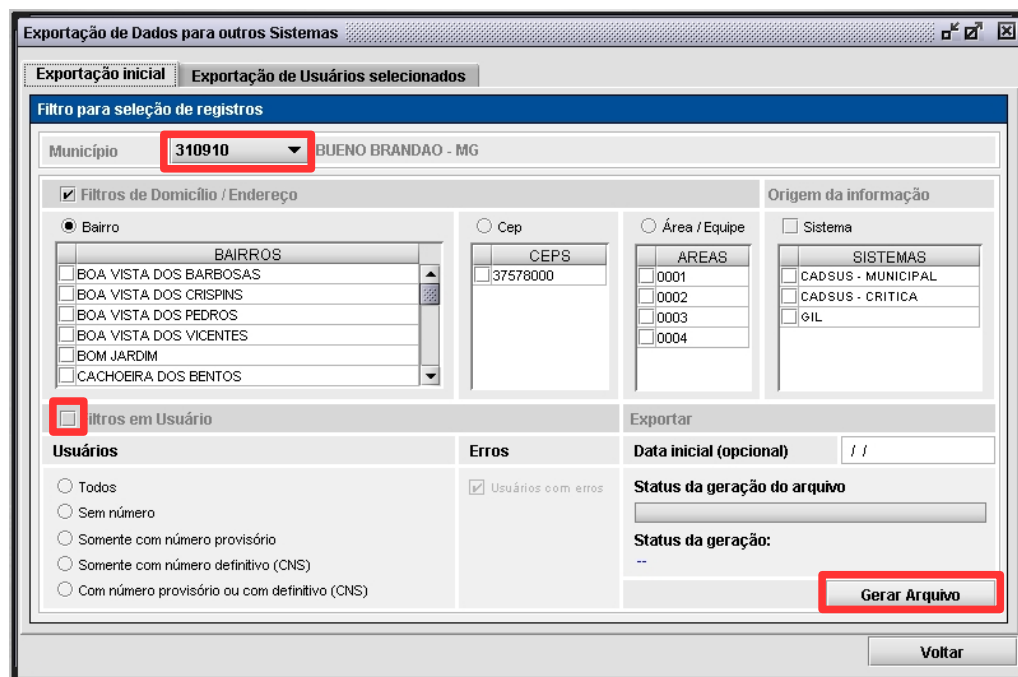 Exportação de Dados para outros Sistemas
Exportação inicial
Exportação de Usuários selecionados
Filtro para seleção de registros
Município
310910
BUENO BRANDAO - MG
Filtros de Domicílio / Endereço
Origem da informação
Bairro
BAIRROS
BOA VISTA DOS BARBOSAS
BOA VISTA DOS CRISPINS
BOA VISTA DOS PEDROS
BOA VISTA DOS VICENTES
BOM JARDIM
CACHOEIRA DOS BENTOS
Cep
CEPS
37578000
Área / Equipe
AREAS
0001
0002
0003
0004
Sistema
SISTEMAS
CADSUS - MUNICIPAL
CADSUS - CRITICA
GIL
iltros em Usuário
Exportar
Usuários
Todos
Sem número
Somente com número provisório
Somente com número definitivo (CNS)
Com número provisório ou com definitivo (CNS)
Erros
Usuários com erros
Data inicial (opcional)
/ /
Status da geração do arquivo
Status da geração:
--
Gerar Arquivo
Voltar